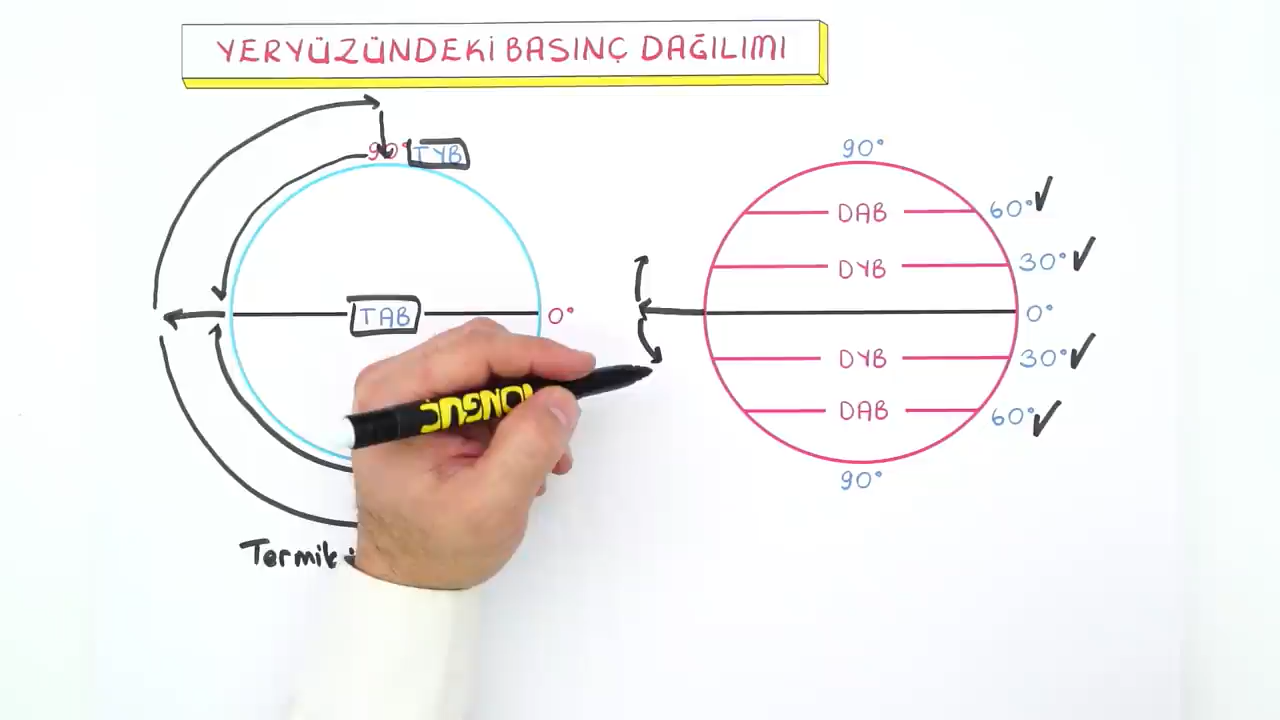 YERYÜZÜNDEKİ BASINÇ DAĞILIMI
90° TYB
TAB 0°
Termik
90°
DAB 60°
DYB 30°
0°
DYB 30°
DAB 60°
90°
TONGUÇ